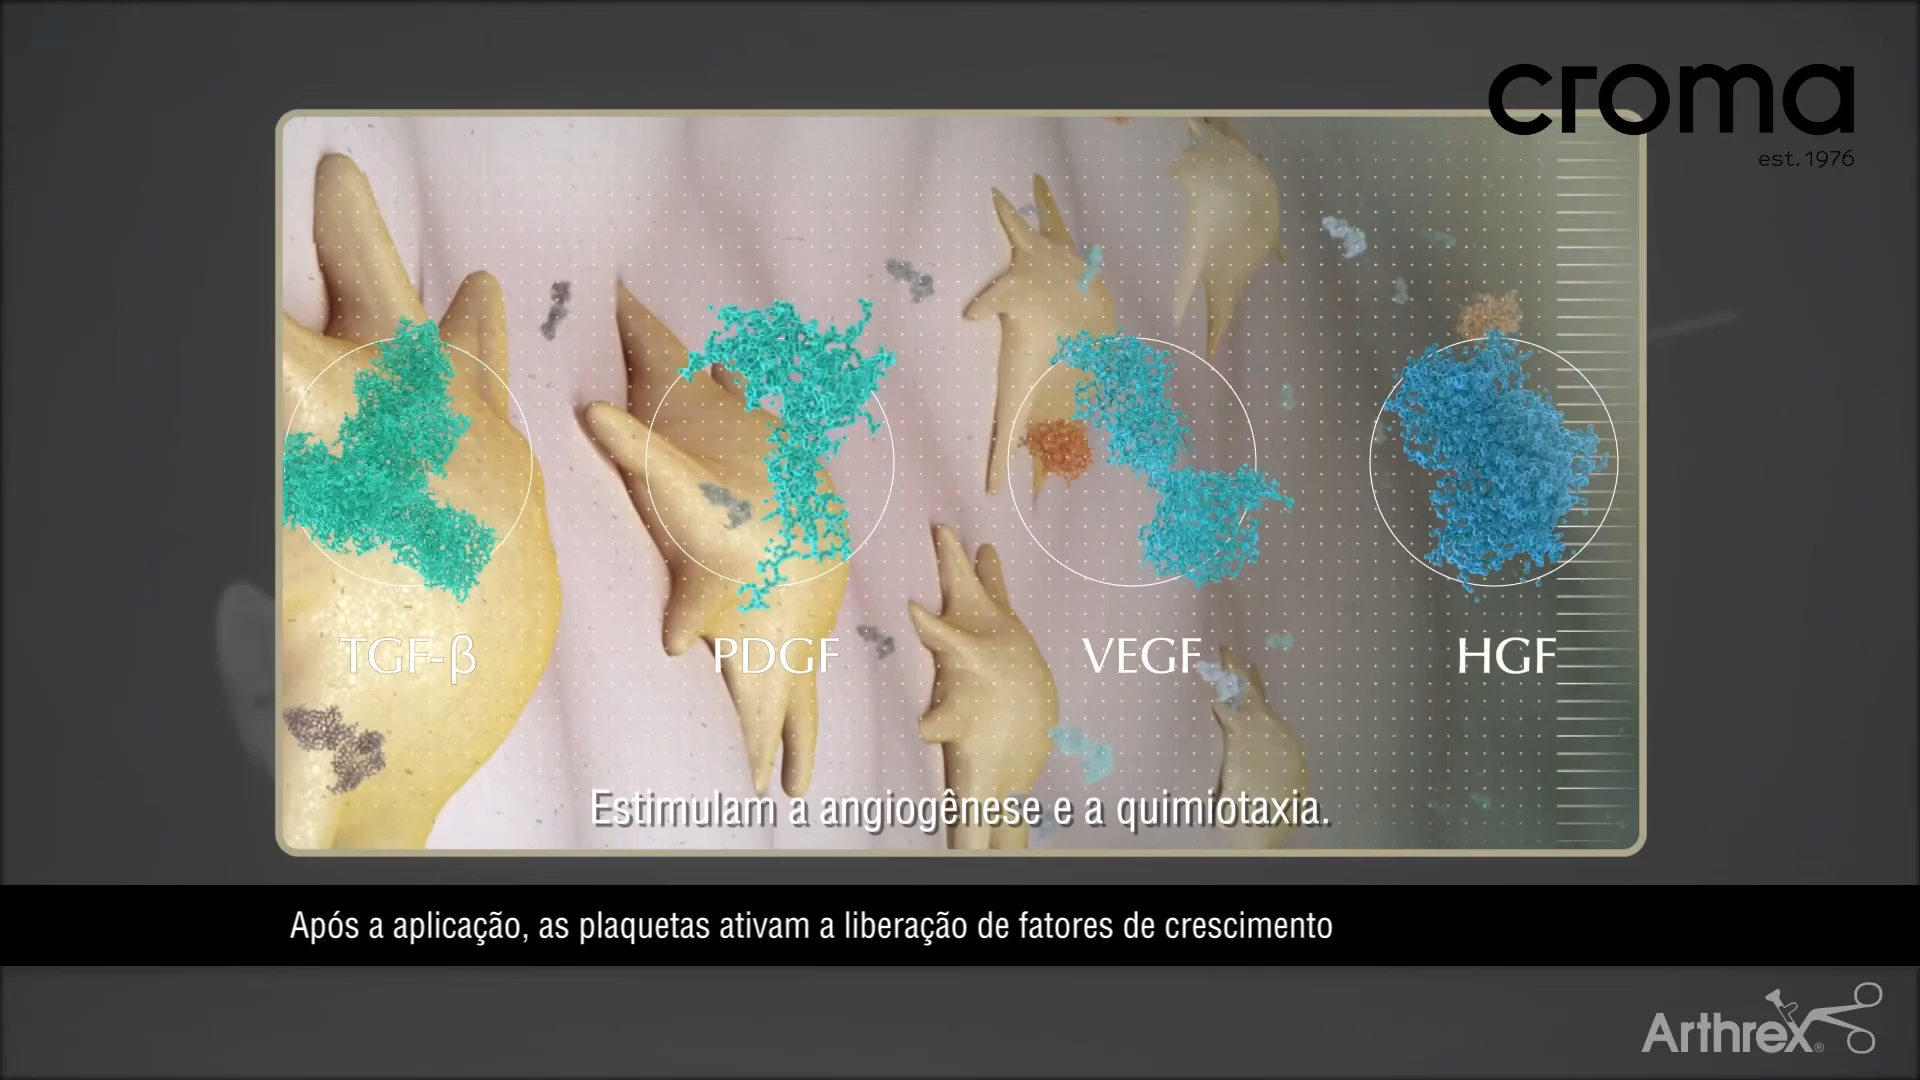 croma
est. 1976
TGF-β
PDGF
VEGF
HGF
Estimulam a angiogênese e a quimiotaxia.
Após a aplicação, as plaquetas ativam a liberação de fatores de crescimento
Arthrex®